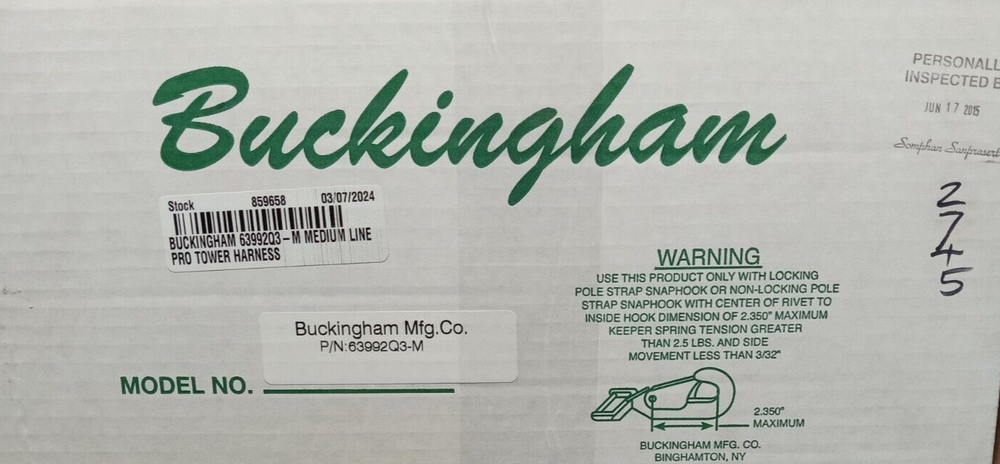 Buckingham
PERSONALL
INSPECTED B
JUN 17 2015
Somphan Sanprasert
Stock 859658 03/07/2024
BUCKINGHAM 63992Q3-M MEDIUM LINE
PRO TOWER HARNESS
2
7
4
5
Buckingham Mfg.Co.
P/N:63992Q3-M
MODEL NO.
WARNING
USE THIS PRODUCT ONLY WITH LOCKING
POLE STRAP SNAPHOOK OR NON-LOCKING POLE
STRAP SNAPHOOK WITH CENTER OF RIVET TO
INSIDE HOOK DIMENSION OF 2.350" MAXIMUM
KEEPER SPRING TENSION GREATER
THAN 2.5 LBS. AND SIDE
MOVEMENT LESS THAN 3/32"
2.350"
MAXIMUM
BUCKINGHAM MFG. CO.
BINGHAMTON, NY